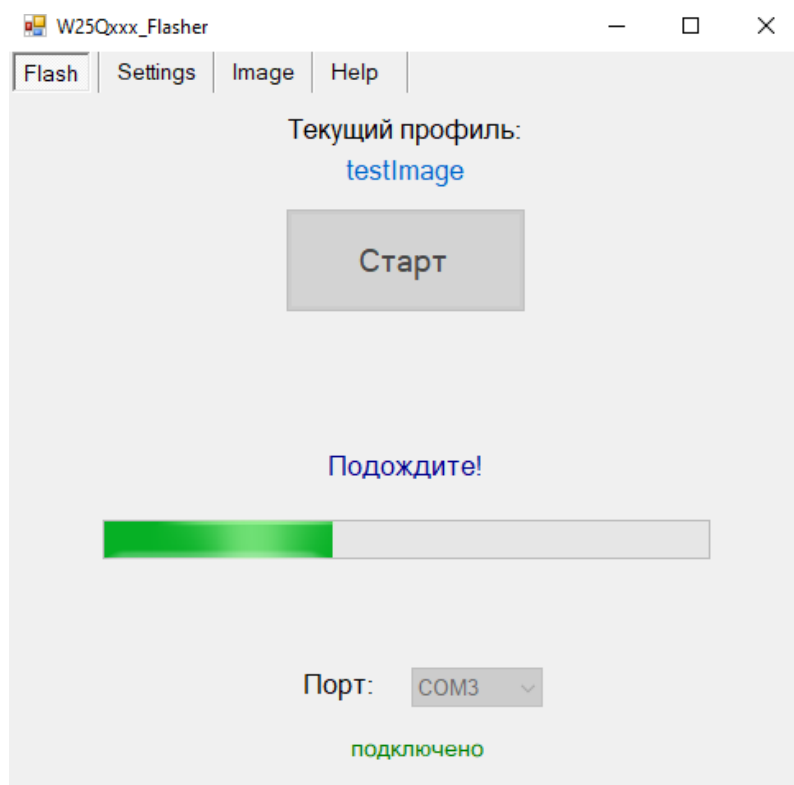 W25Qxxx_Flasher
Flash Settings Image Help
Текущий профиль:
testImage
Старт
Подождите!
Порт: COM3
подключено